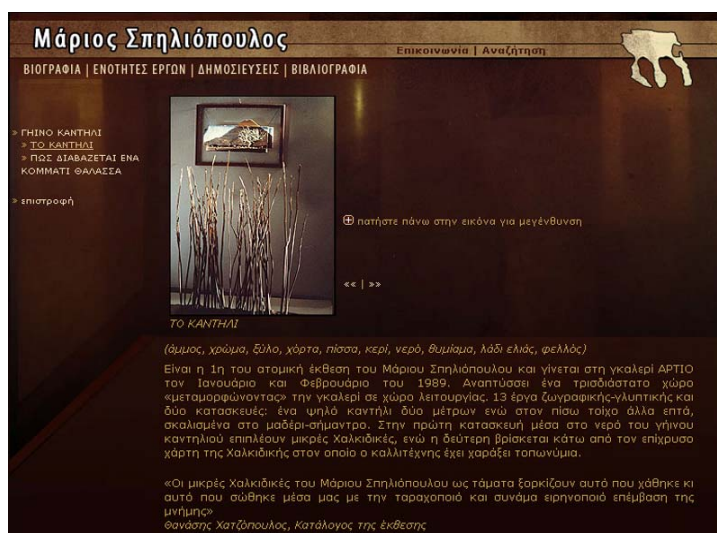 Μάριος Σπηλιόπουλος
Επικοινωνία | Αναζήτηση
ΒΙΟΓΡΑΦΙΑ | ΕΝΟΤΗΤΕΣ ΕΡΓΩΝ | ΔΗΜΟΣΙΕΥΣΕΙΣ | ΒΙΒΛΙΟΓΡΑΦΙΑ
» ΓΗΙΝΟ ΚΑΝΤΗΛΙ
» ΤΟ ΚΑΝΤΗΛΙ
» ΠΩΣ ΔΙΑΒΑΖΕΤΑΙ ΕΝΑ
ΚΟΜΜΑΤΙ ΘΑΛΑΣΣΑ
» επιστροφή
πατήστε πάνω στην εικόνα για μεγένθυνση
«« | »»
ΤΟ ΚΑΝΤΗΛΙ
(άμμος, χρώμα, ξύλο, χόρτα, πίσσα, κερί, νερό, θυμίαμα, λάδι ελιάς, φελλός)
Είναι η 1η του ατομική έκθεση του Μάριου Σπηλιόπουλου και γίνεται στη γκαλερί ΑΡΤΙΟ
τον Ιανουάριο και Φεβρουάριο του 1989. Αναπτύσσει ένα τρισδιάστατο χώρο
«μεταμορφώνοντας» την γκαλερί σε χώρο λειτουργίας. 13 έργα ζωγραφικής-γλυπτικής και
δύο κατασκευές: ένα ψηλό καντήλι δύο μέτρων ενώ στον πίσω τοίχο άλλα επτά,
σκαλισμένα στο μαδέρι-σήμαντρο. Στην πρώτη κατασκευή μέσα στο νερό του γήινου
καντηλιού επιπλέουν μικρές Χαλκιδικές, ενώ η δεύτερη βρίσκεται κάτω από τον επίχρυσο
χάρτη της Χαλκιδικής στον οποίο ο καλλιτέχνης έχει χαράξει τοπωνύμια.
«Οι μικρές Χαλκιδικές του Μάριου Σπηλιόπουλου ως τάματα ξορκίζουν αυτό που χάθηκε κι
αυτό που σώθηκε μέσα μας με την ταραχοποιό και συνάμα ειρηνοποιό επέμβαση της
μνήμης»
Θανάσης Χατζόπουλος, Κατάλογος της έκθεσης